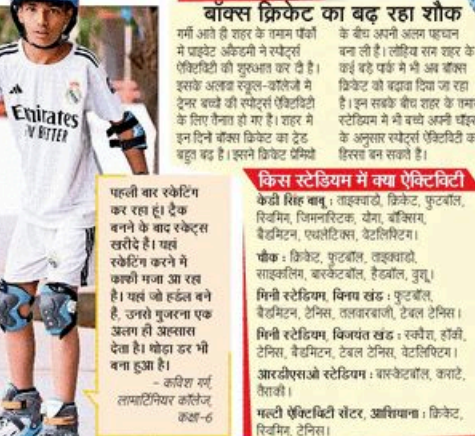 बॉक्स क्रिकेट का बढ़ रहा शौक
गर्मी आते ही शहर के तमाम पार्कों
में प्राइवेट अकैडमी ने स्पोर्ट्स
ऐक्टिविटी की शुरुआत कर दी है।
इसके अलावा स्कूल-कॉलेजों में
ट्रेनर बच्चों की स्पोर्ट्स ऐक्टिविटी
के लिए तैनात हो गए है। शहर में
इन दिनों बॉक्स क्रिकेट का ट्रेंड
बहुत बढ़ है। इसने क्रिकेट प्रेमियों
के बीच अपनी अलग पहचान
बना ली है। लोहिया सम शहर के
कई बड़े पार्क में भी अब बॉक्स
क्रिकेट को बढ़ावा दिया जा रहा
है। इन सबके बीच शहर के तमा
स्टेडियम में भी बच्चे अपनी चॉइस
के अनुसार स्पोर्ट्स ऐक्टिविटी क
हिस्सा बन सकते है।
Emirates
FLY BETTER
पहली बार स्केटिंग
कर रहा हूं। ट्रैक
बनने के बाद स्केट्स
खरीदे हैं। यहां
स्केटिंग करने में
काफी मजा आ रहा
है। यहां जो हर्डल बने
है, उनसे गुजरना एक
अलग ही अहसास
देता है। थोड़ा डर भी
बना हुआ है।
- कविश गर्ग,
लामार्टिनियर कॉलेज,
कक्षा-6
किस स्टेडियम में क्या ऐक्टिविटी
केडी सिंह बाबू : ताइक्वांडो, क्रिकेट, फुटबॉल,
स्विमिंग, जिमनास्टिक, योगा, बॉक्सिंग,
बैडमिंटन, एथलेटिक्स, वेटलिफ्टिंग।
चौक : क्रिकेट, फुटबॉल, ताइक्वांडो,
साइकलिंग, बास्केटबॉल, हैंडबॉल, वुशू।
मिनी स्टेडियम, विनय खंड : फुटबॉल,
बैडमिंटन, टेनिस, तलवारबाजी, टेबल टेनिस।
मिनी स्टेडियम, विजयंत खंड : स्क्वैश, हॉकी,
टेनिस, बैडमिंटन, टेबल टेनिस, वेटलिफ्टिंग।
आरडीएसओ स्टेडियम : बास्केटबॉल, कराटे,
तैराकी।
मल्टी ऐक्टिविटी सेंटर, आशियाना : क्रिकेट,
स्विमिंग, टेनिस।